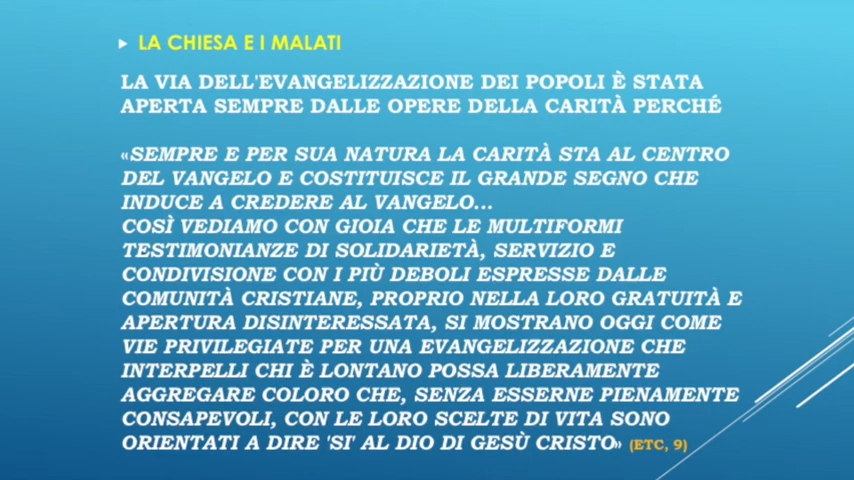 LA CHIESA E I MALATI
LA VIA DELL'EVANGELIZZAZIONE DEI POPOLI È STATA
APERTA SEMPRE DALLE OPERE DELLA CARITÀ PERCHÉ
«SEMPRE E PER SUA NATURA LA CARITÀ STA AL CENTRO
DEL VANGELO E COSTITUISCE IL GRANDE SEGNO CHE
INDUCE A CREDERE AL VANGELO...
COSÌ VEDIAMO CON GIOIA CHE LE MULTIFORMI
TESTIMONIANZE DI SOLIDARIETÀ, SERVIZIO E
CONDIVISIONE CON I PIÙ DEBOLI ESPRESSE DALLE
COMUNITÀ CRISTIANE, PROPRIO NELLA LORO GRATUITÀ E
APERTURA DISINTERESSATA, SI MOSTRANO OGGI COME
VIE PRIVILEGIATE PER UNA EVANGELIZZAZIONE CHE
INTERPELLI CHI È LONTANO POSSA LIBERAMENTE
AGGREGARE COLORO CHE, SENZA ESSERNE PIENAMENTE
CONSAPEVOLI, CON LE LORO SCELTE DI VITA SONO
ORIENTATI A DIRE 'SI' AL DIO DI GESÙ CRISTO» (ETC, 9)